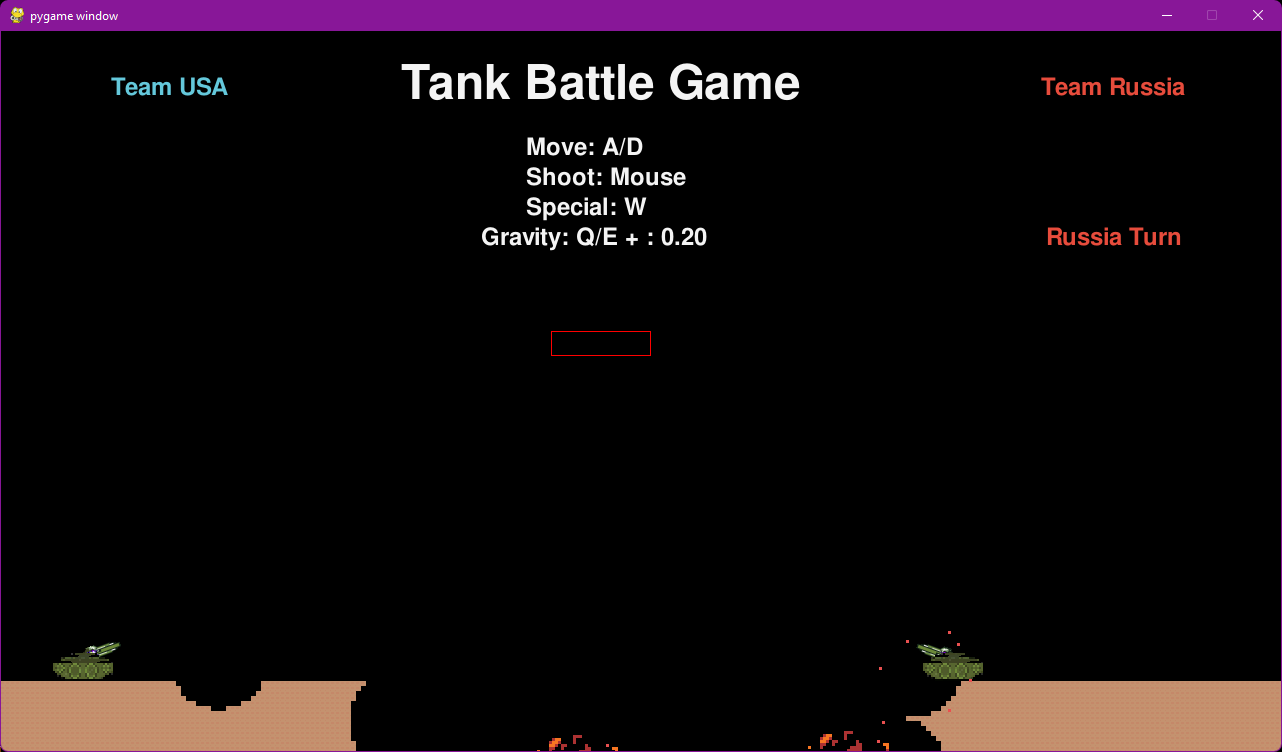 pygame window
Tank Battle Game
Team USA
Team Russia
Move: A/D
Shoot: Mouse
Special: W
Gravity: Q/E + : 0.20
Russia Turn